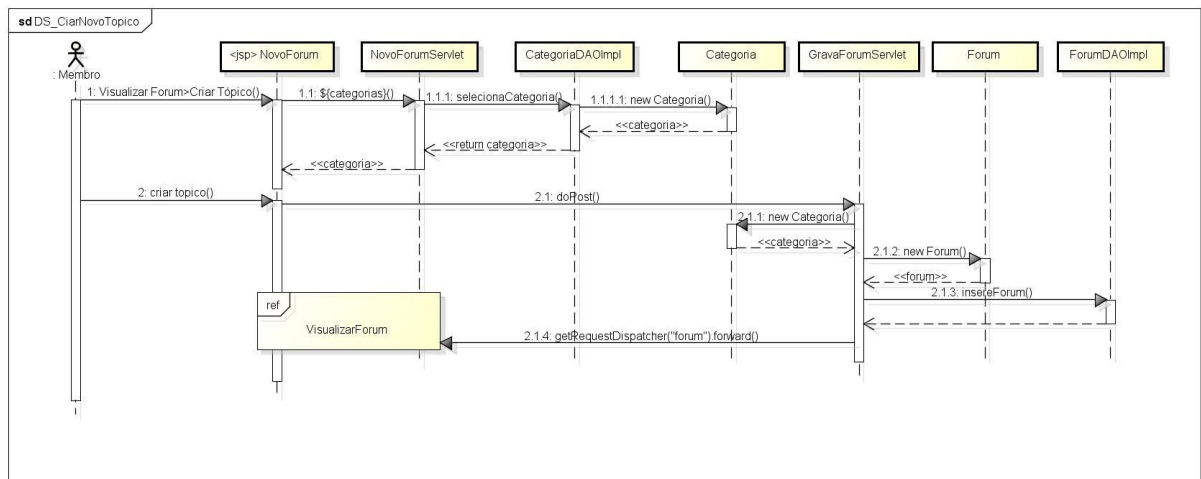 sd DS_CiarNovoTopico
: Membro
<jsp> NovoForum
NovoForumServlet
CategoriaDAOImpl
Categoria
GravaForumServlet
Forum
ForumDAOImpl
1: Visualizar Forum>Criar Tópico()
1.1: ${categorias}()
1.1.1: selecionaCategoria()
1.1.1.1: new Categoria()
<<categoria>>
<<return categoria>>
<<categoria>>
2: criar topico()
2.1: doPost()
2.1.1: new Categoria()
<<categoria>>
2.1.2: new Forum()
<<forum>>
2.1.3: insereForum()
ref
VisualizarForum
2.1.4: getRequestDispatcher("forum").forward()